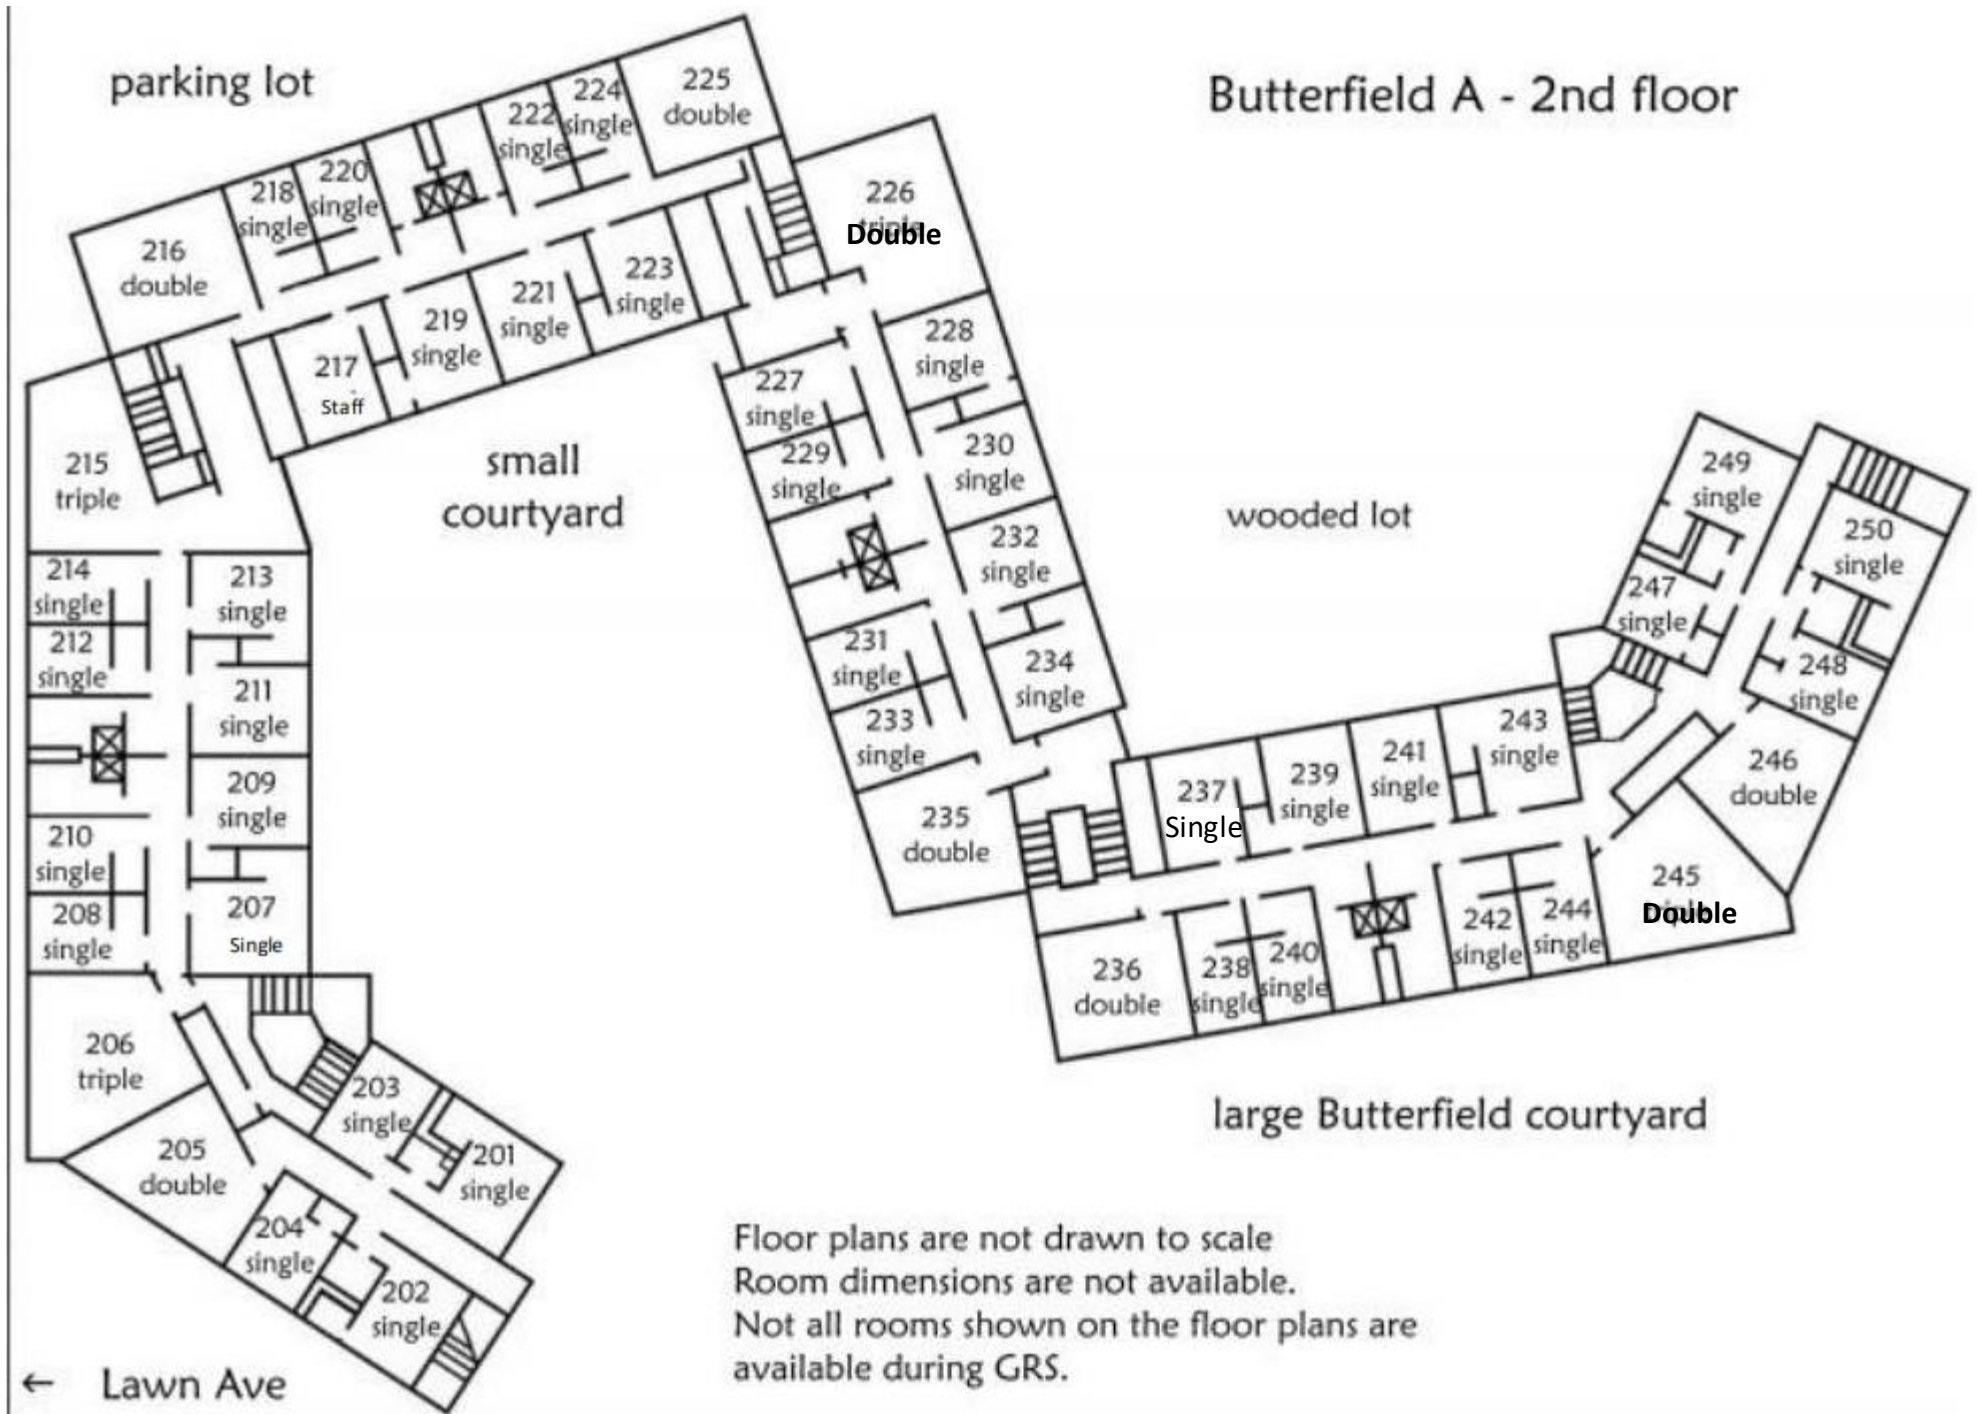 parking lot
Butterfield A - 2nd floor
225
double
224
single
222
single
220
single
218
single
216
double
226
Double
223
single
221
single
219
single
217
Staff
228
single
227
single
229
single
230
single
small
courtyard
215
triple
wooded lot
249
single
250
single
232
single
247
single
214
single
213
single
212
single
231
single
234
single
248
single
211
single
233
single
243
single
241
single
239
single
237
Single
246
double
209
single
235
double
210
single
245
Double
207
Single
208
single
244
single
242
single
240
single
238
single
236
double
206
triple
203
single
large Butterfield courtyard
201
single
205
double
204
single
202
single
Floor plans are not drawn to scale
Room dimensions are not available.
Not all rooms shown on the floor plans are
available during GRS.
← Lawn Ave